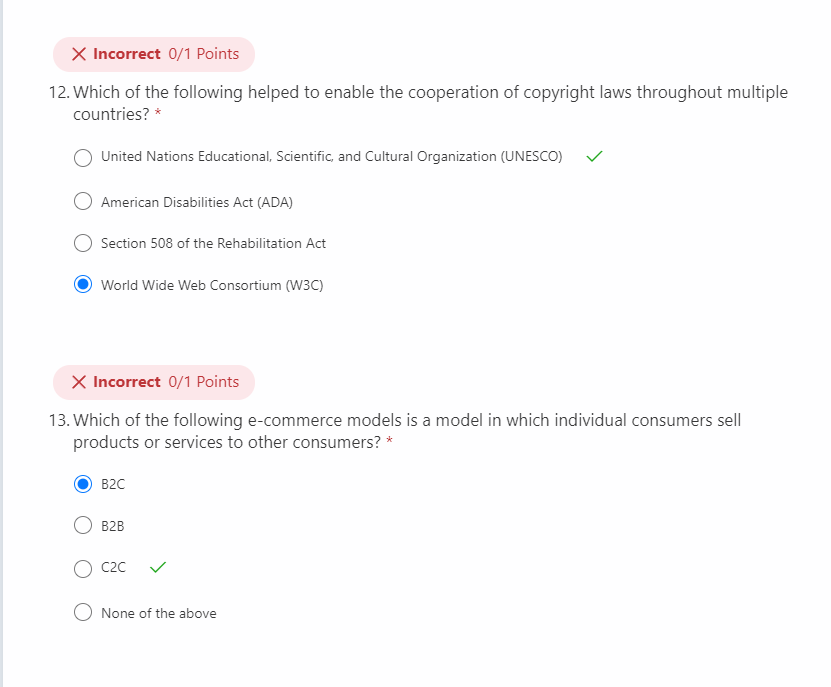 Incorrect 0/1 Points
12. Which of the following helped to enable the cooperation of copyright laws throughout multiple
countries? *
United Nations Educational, Scientific, and Cultural Organization (UNESCO)
American Disabilities Act (ADA)
Section 508 of the Rehabilitation Act
World Wide Web Consortium (W3C)
Incorrect 0/1 Points
13. Which of the following e-commerce models is a model in which individual consumers sell
products or services to other consumers? *
B2C
B2B
C2C
None of the above